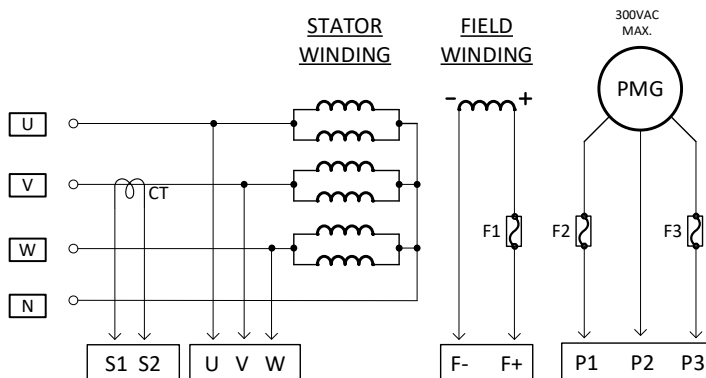 STATOR
WINDING
FIELD
WINDING
300VAC
MAX.
PMG
- +
U
V
CT
W
N
F1
F2
F3
S1 S2
U V W
F- F+
P1 P2 P3